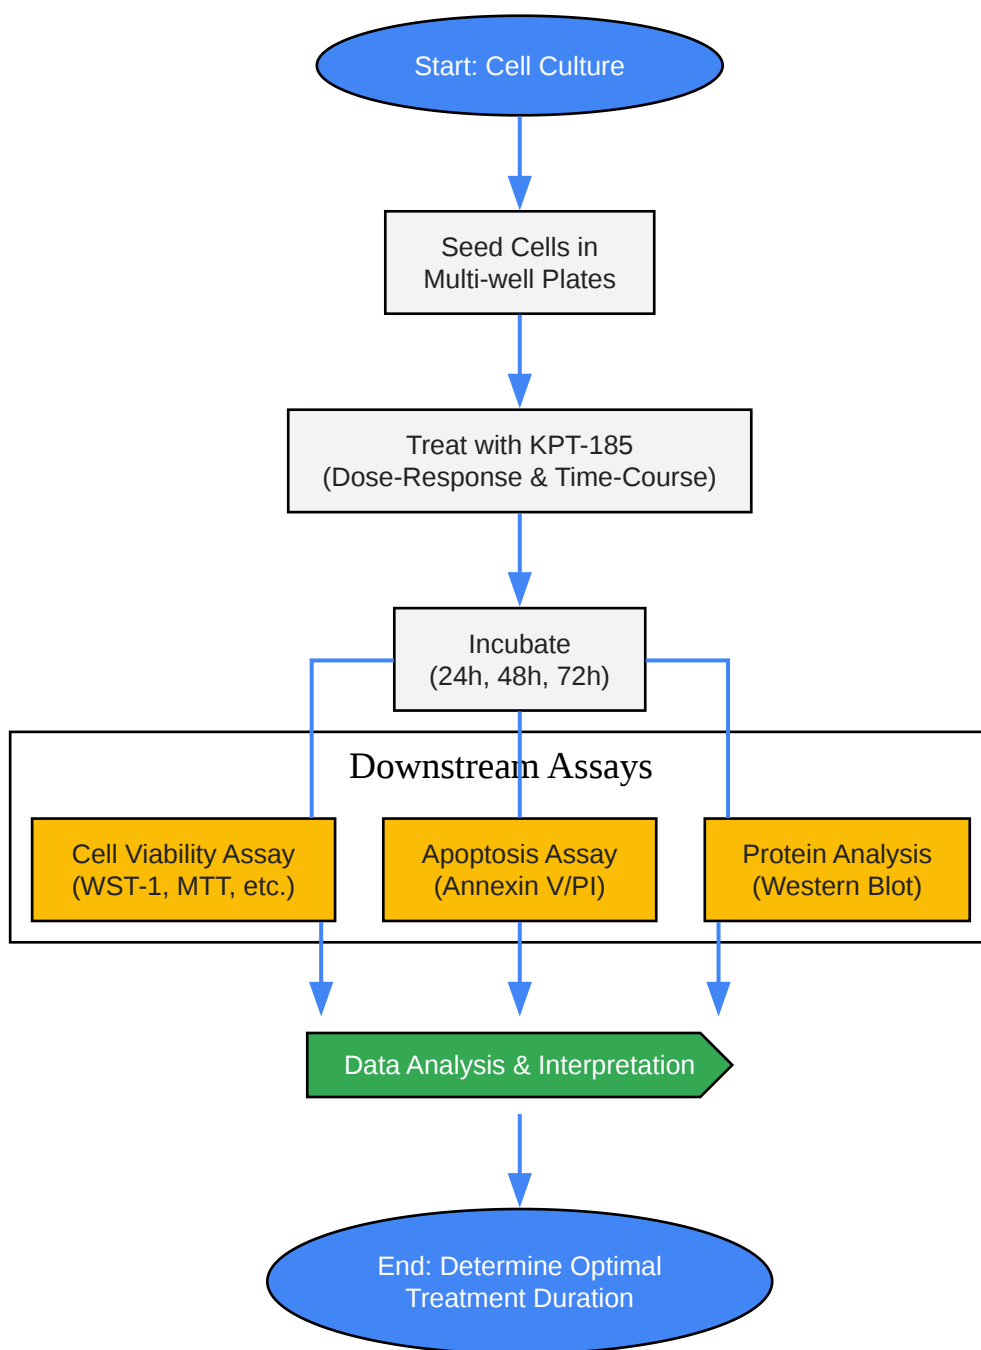 Start: Cell Culture
Seed Cells in
Multi-well Plates
Treat with KPT-185
(Dose-Response & Time-Course)
Incubate
(24h, 48h, 72h)
Downstream Assays
Cell Viability Assay
(WST-1, MTT, etc.)
Apoptosis Assay
(Annexin V/PI)
Protein Analysis
(Western Blot)
Data Analysis & Interpretation
End: Determine Optimal
Treatment Duration